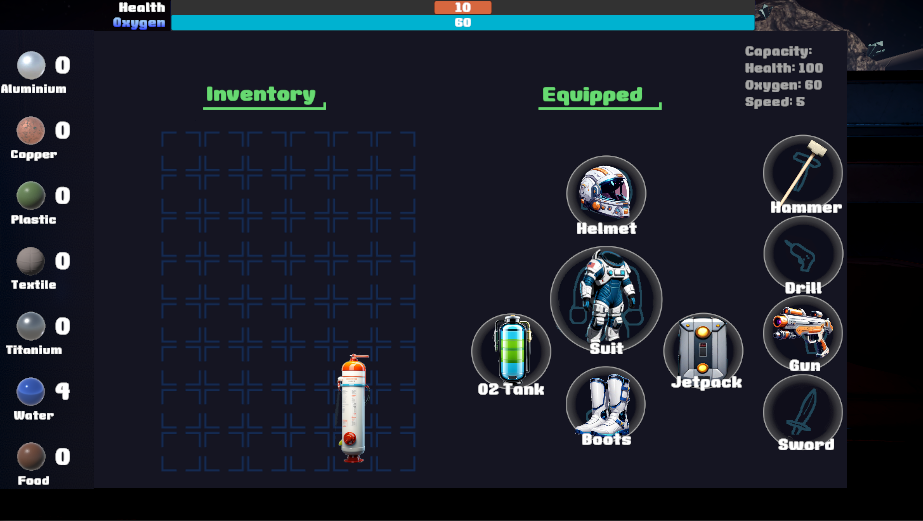 Health 10
Oxygen 60
Aluminium 0
Copper 0
Plastic 0
Textile 0
Titanium 0
Water 9
Food 0
Inventory
Equipped
Capacity:
Health: 100
Oxygen: 60
Speed: 5
Helmet
Suit
O2 Tank
Jetpack
Boots
Hammer
Drill
Gun
Sword